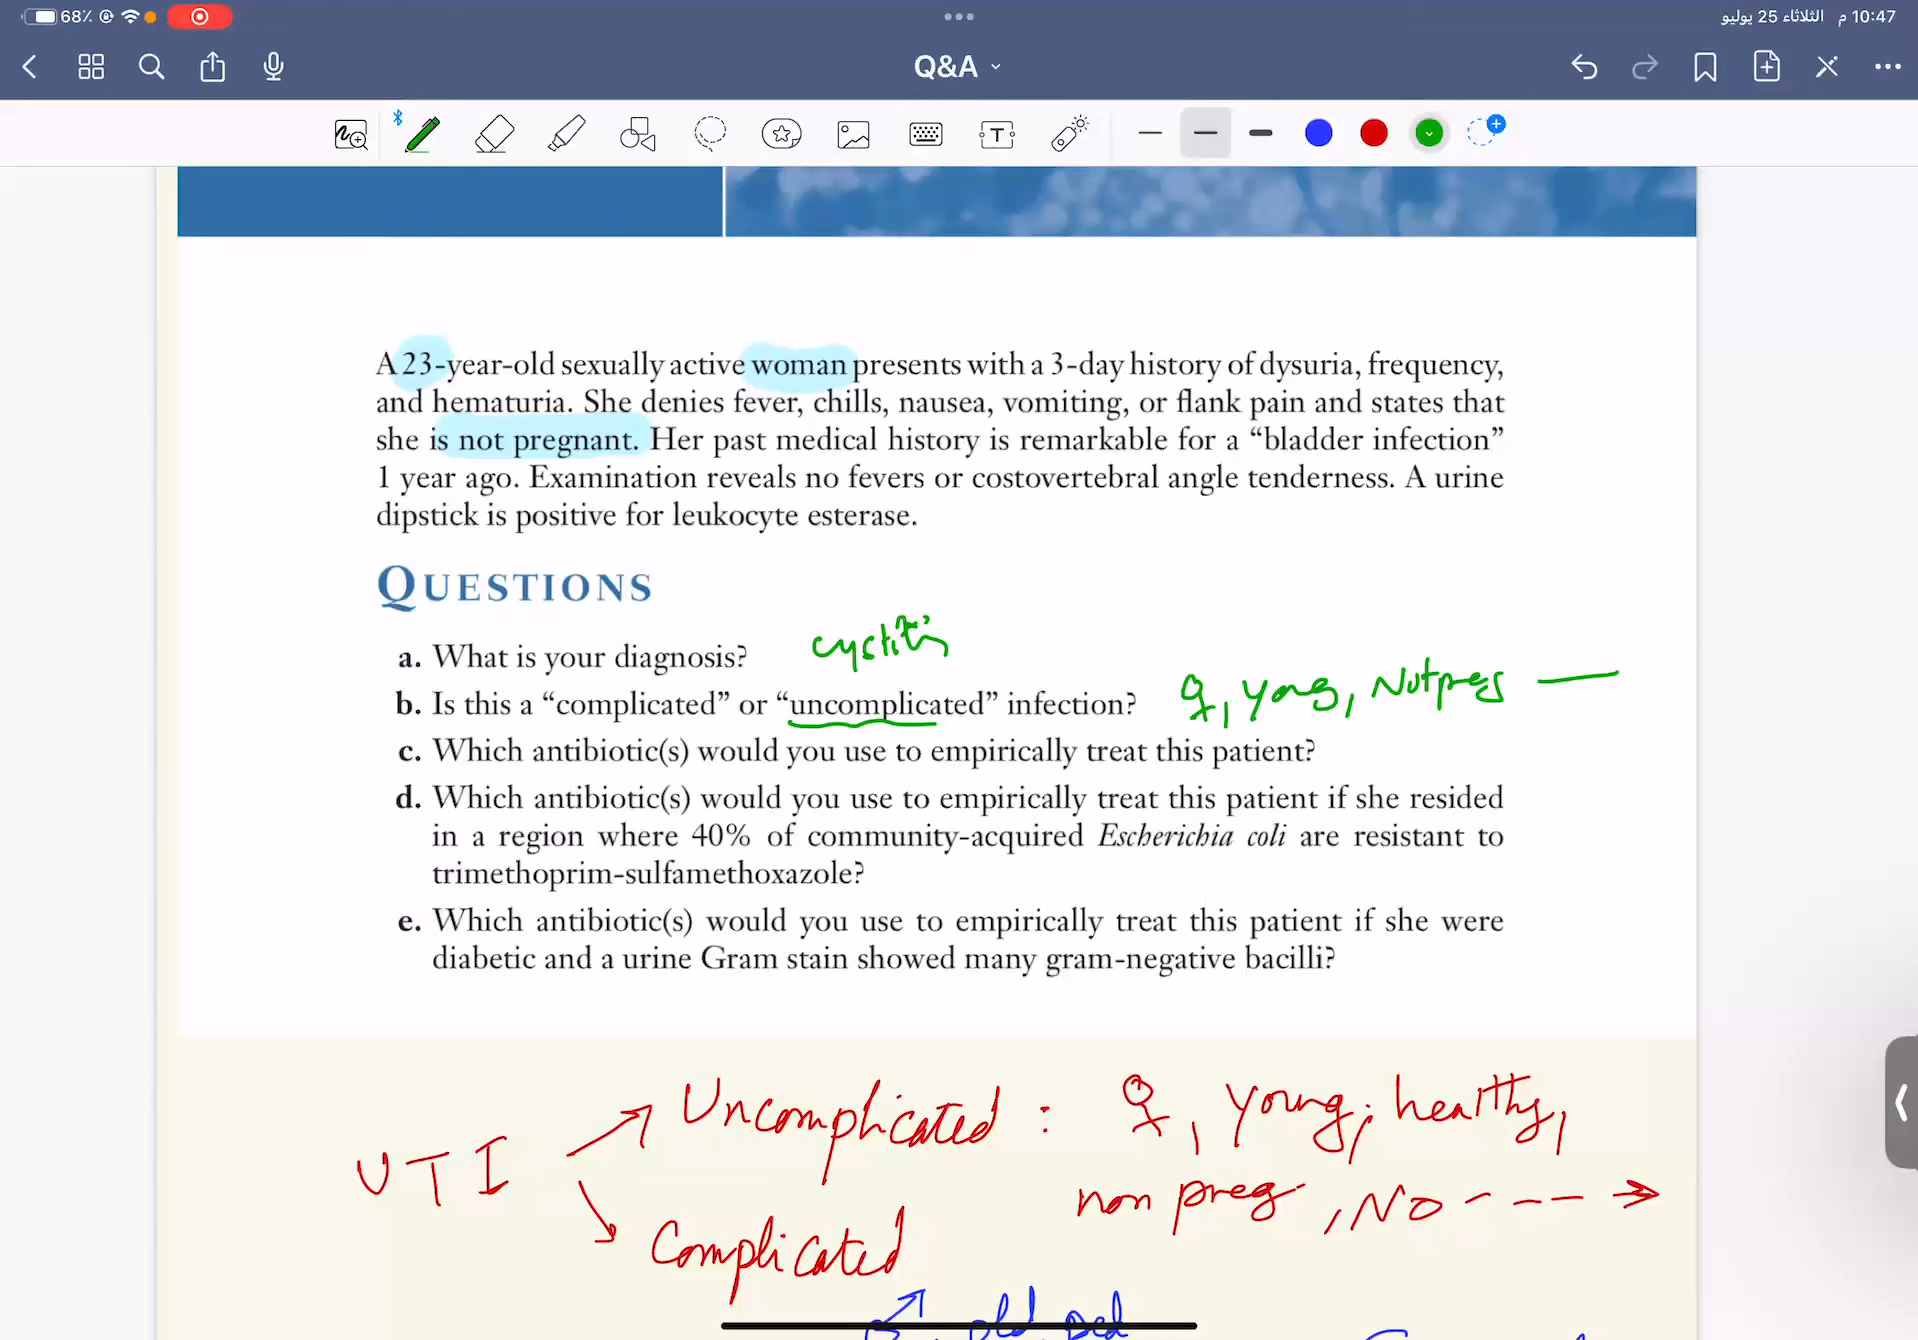 68% 10:47 م الثلاثاء 25 يوليو
Q&A
A 23-year-old sexually active woman presents with a 3-day history of dysuria, frequency,
and hematuria. She denies fever, chills, nausea, vomiting, or flank pain and states that
she is not pregnant. Her past medical history is remarkable for a “bladder infection”
1 year ago. Examination reveals no fevers or costovertebral angle tenderness. A urine
dipstick is positive for leukocyte esterase.
QUESTIONS
a. What is your diagnosis? cystitis
b. Is this a “complicated” or “uncomplicated” infection? ♀, young, Not preg
c. Which antibiotic(s) would you use to empirically treat this patient?
d. Which antibiotic(s) would you use to empirically treat this patient if she resided
in a region where 40% of community-acquired Escherichia coli are resistant to
trimethoprim-sulfamethoxazole?
e. Which antibiotic(s) would you use to empirically treat this patient if she were
diabetic and a urine Gram stain showed many gram-negative bacilli?
Uncomplicated : ♀, young, healthy,
UTI
non preg, No - - - →
Complicated
old